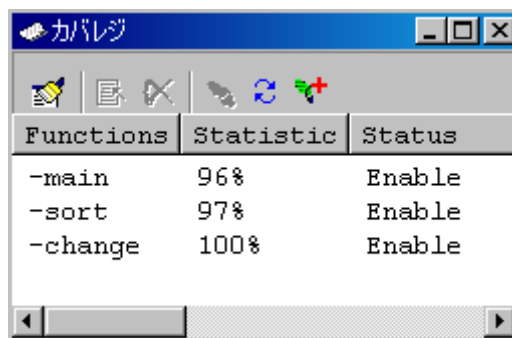 カバレジ
Functions Statistic Status
-main 96% Enable
-sort 97% Enable
-change 100% Enable